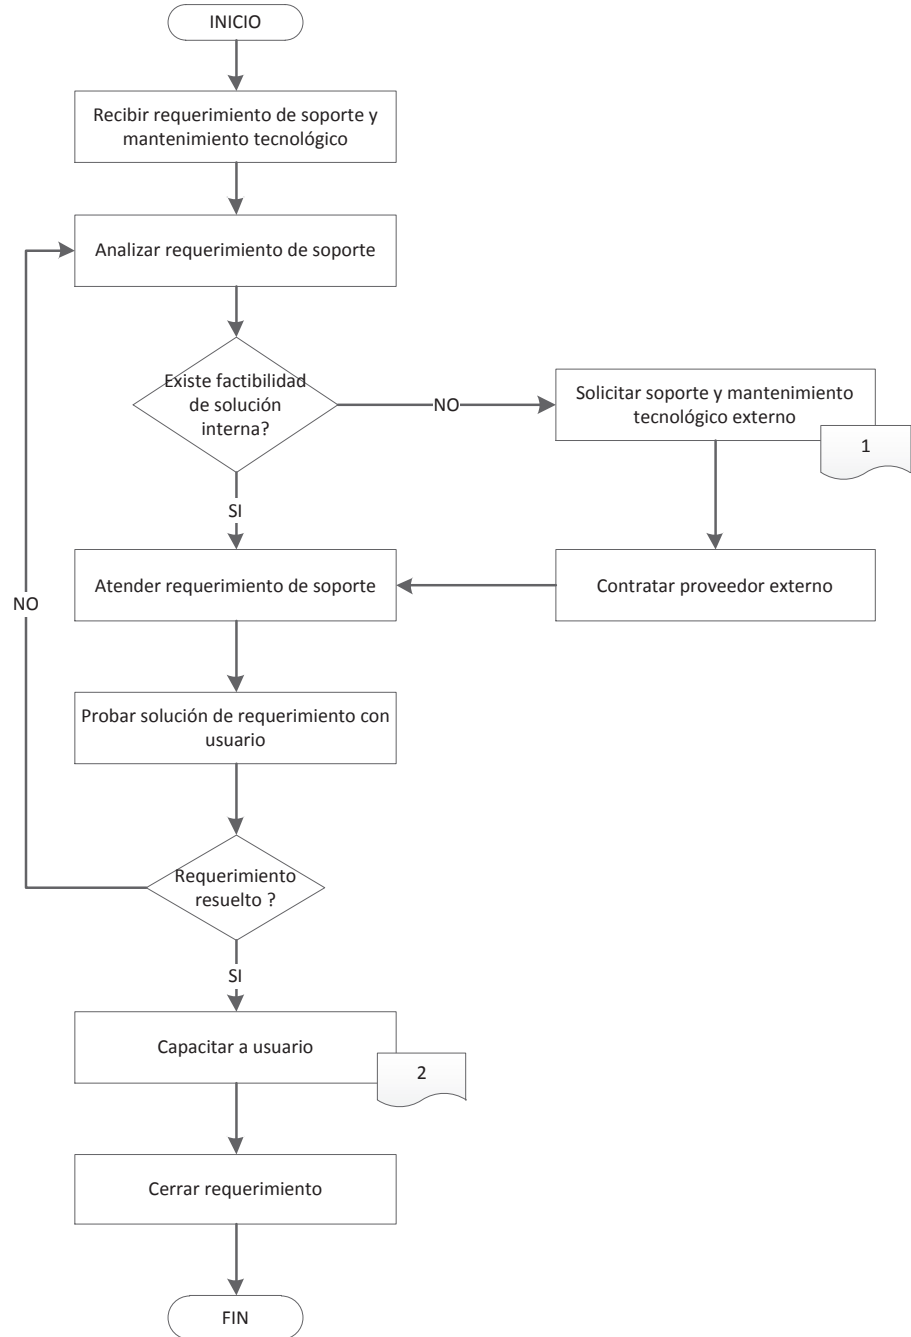 INICIO
Recibir requerimiento de soporte y
mantenimiento tecnológico
Analizar requerimiento de soporte
Existe factibilidad
de solución
interna?
NO
Solicitar soporte y mantenimiento
tecnológico externo
1
SI
Atender requerimiento de soporte
Contratar proveedor externo
NO
Probar solución de requerimiento con
usuario
Requerimiento
resuelto ?
SI
Capacitar a usuario
2
Cerrar requerimiento
FIN